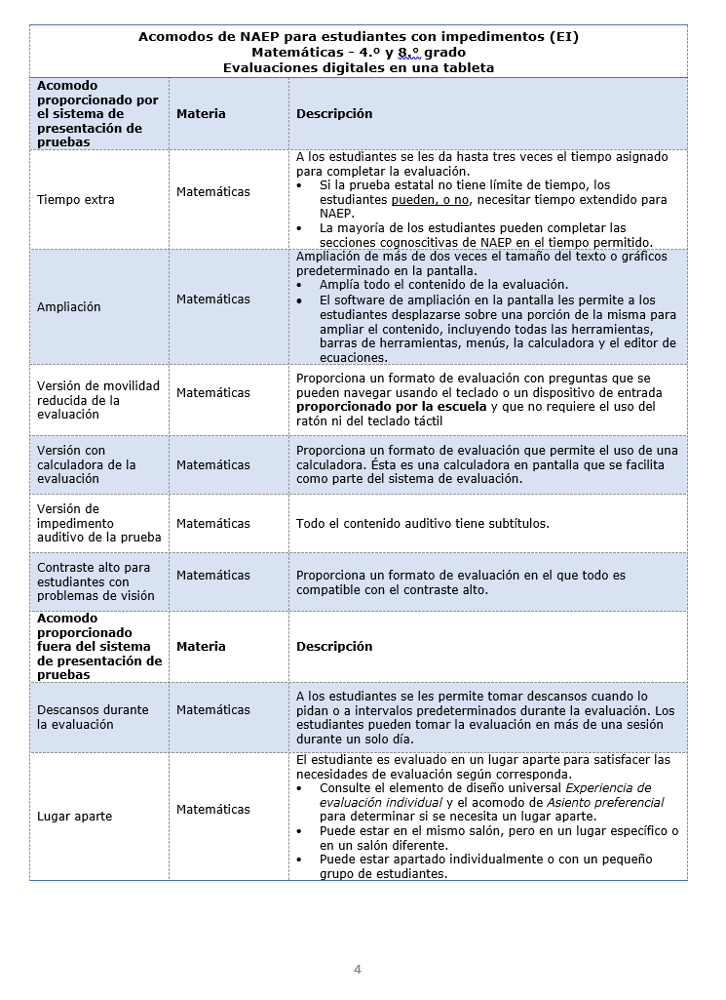 Acomodos de NAEP para estudiantes con impedimentos (EI)
Matemáticas - 4.º y 8.º grado
Evaluaciones digitales en una tableta
Acomodo
proporcionado por
el sistema de
presentación de
pruebas
Materia
Descripción
Tiempo extra
Matemáticas
A los estudiantes se les da hasta tres veces el tiempo asignado
para completar la evaluación.
• Si la prueba estatal no tiene límite de tiempo, los
estudiantes pueden, o no, necesitar tiempo extendido para
NAEP.
• La mayoría de los estudiantes pueden completar las
secciones cognoscitivas de NAEP en el tiempo permitido.
Ampliación
Matemáticas
Ampliación de más de dos veces el tamaño del texto o gráficos
predeterminado en la pantalla.
• Amplía todo el contenido de la evaluación.
• El software de ampliación en la pantalla les permite a los
estudiantes desplazarse sobre una porción de la misma para
ampliar el contenido, incluyendo todas las herramientas,
barras de herramientas, menús, la calculadora y el editor de
ecuaciones.
Versión de movilidad
reducida de la
evaluación
Matemáticas
Proporciona un formato de evaluación con preguntas que se
pueden navegar usando el teclado o un dispositivo de entrada
proporcionado por la escuela y que no requiere el uso del
ratón ni del teclado táctil
Versión con
calculadora de la
evaluación
Matemáticas
Proporciona un formato de evaluación que permite el uso de una
calculadora. Ésta es una calculadora en pantalla que se facilita
como parte del sistema de evaluación.
Versión de
impedimento
auditivo de la prueba
Matemáticas
Todo el contenido auditivo tiene subtítulos.
Contraste alto para
estudiantes con
problemas de visión
Matemáticas
Proporciona un formato de evaluación en el que todo es
compatible con el contraste alto.
Acomodo
proporcionado
fuera del sistema
de presentación de
pruebas
Materia
Descripción
Descansos durante
la evaluación
Matemáticas
A los estudiantes se les permite tomar descansos cuando lo
pidan o a intervalos predeterminados durante la evaluación. Los
estudiantes pueden tomar la evaluación en más de una sesión
durante un solo día.
Lugar aparte
Matemáticas
El estudiante es evaluado en un lugar aparte para satisfacer las
necesidades de evaluación según corresponda.
• Consulte el elemento de diseño universal Experiencia de
evaluación individual y el acomodo de Asiento preferencial
para determinar si se necesita un lugar aparte.
• Puede estar en el mismo salón, pero en un lugar específico o
en un salón diferente.
• Puede estar apartado individualmente o con un pequeño
grupo de estudiantes.
4